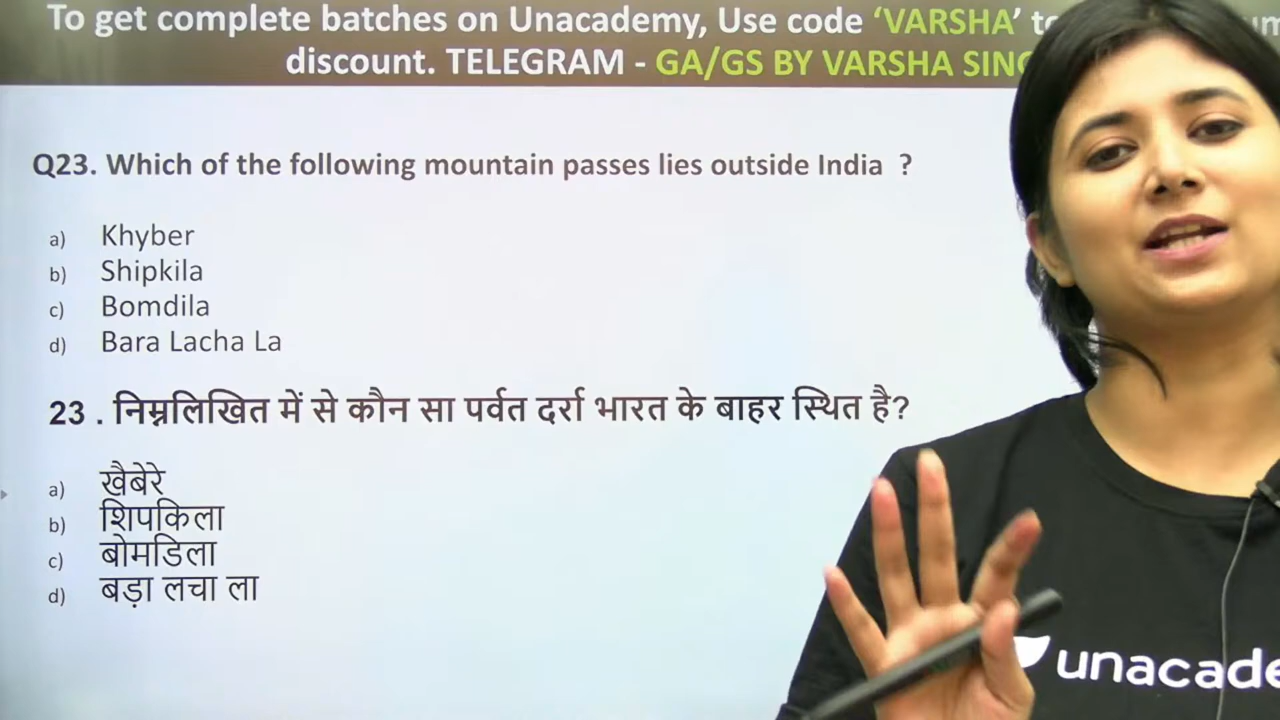 To get complete batches on Unacademy, Use code ‘VARSHA’ to
discount. TELEGRAM - GA/GS BY VARSHA
Q23. Which of the following mountain passes lies outside India ?
a) Khyber
b) Shipkila
c) Bomdila
d) Bara Lacha La
23 . निम्नलिखित में से कौन सा पर्वत दर्रा भारत के बाहर स्थित है?
a) खैबेरे
b) शिपकिला
c) बोमडिला
d) बड़ा लचा ला